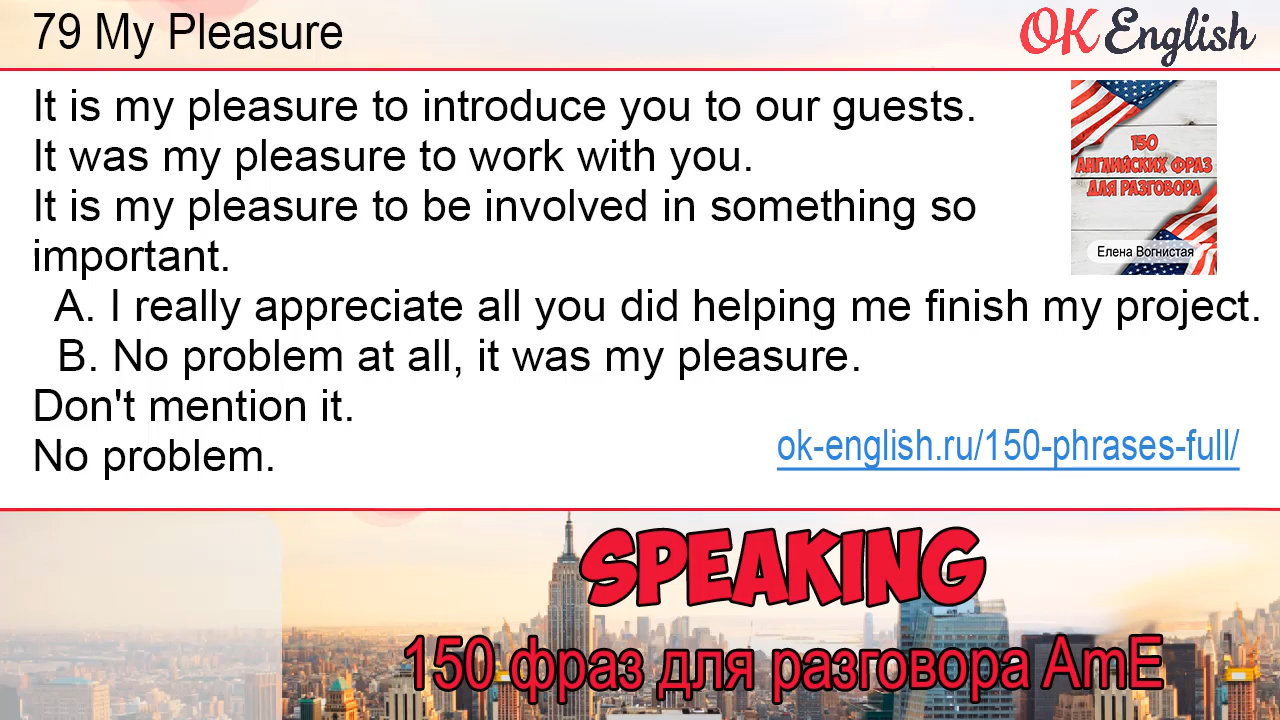 79 My Pleasure
OK English
It is my pleasure to introduce you to our guests.
It was my pleasure to work with you.
It is my pleasure to be involved in something so
important.
A. I really appreciate all you did helping me finish my project.
B. No problem at all, it was my pleasure.
Don't mention it.
No problem.
150
АНГЛИЙСКИХ ФРАЗ
ДЛЯ РАЗГОВОРА
Елена Вогнистая
ok-english.ru/150-phrases-full/
SPEAKING
150 фраз для разговора AmE